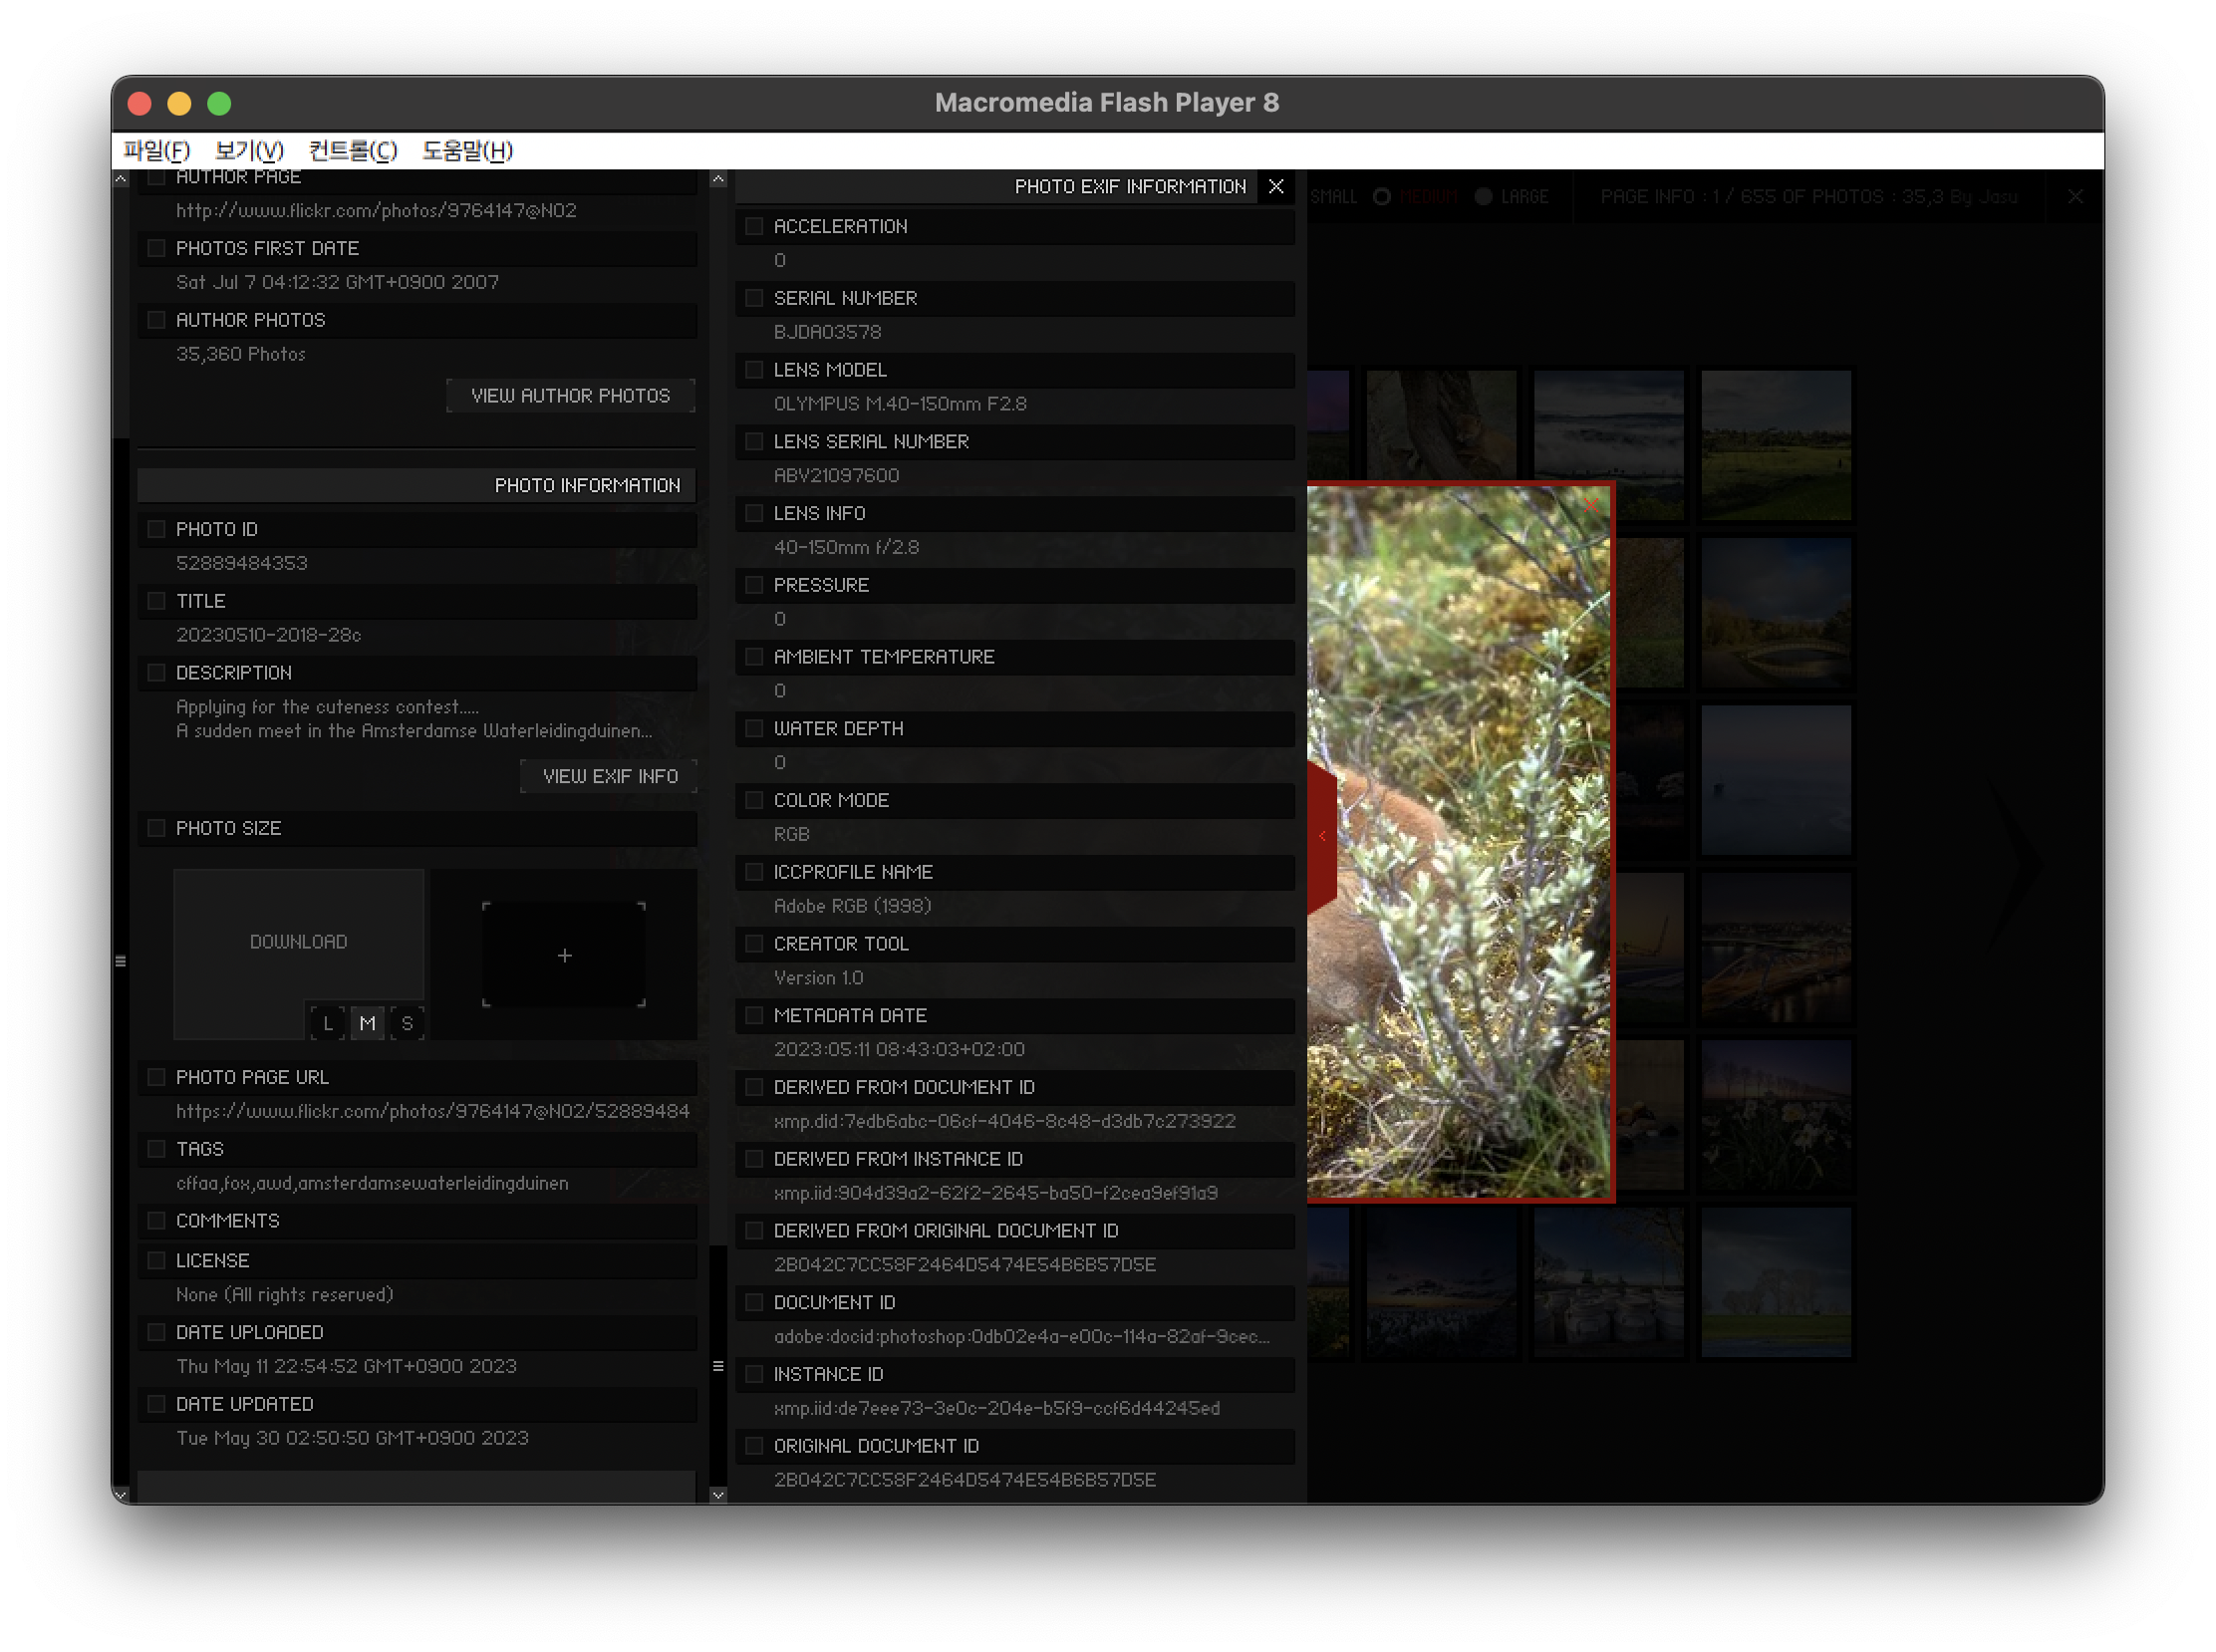 Macromedia Flash Player 8
파일(F) 보기(V) 컨트롤(C) 도움말(H)
AUTHOR PAGE
http://www.flickr.com/photos/9764147@N02
PHOTOS FIRST DATE
Sat Jul 7 04:12:32 GMT+0900 2007
AUTHOR PHOTOS
35,360 Photos
VIEW AUTHOR PHOTOS
PHOTO INFORMATION
PHOTO ID
52889484353
TITLE
20230510-2018-28c
DESCRIPTION
Applying for the cuteness contest.....
A sudden meet in the Amsterdamse Waterleidingduinen...
VIEW EXIF INFO
PHOTO SIZE
DOWNLOAD
L M S
PHOTO PAGE URL
https://www.flickr.com/photos/9764147@N02/52889484
TAGS
cffaa,fox,awd,amsterdamsewaterleidingduinen
COMMENTS
LICENSE
None (All rights reserved)
DATE UPLOADED
Thu May 11 22:54:52 GMT+0900 2023
DATE UPDATED
Tue May 30 02:50:50 GMT+0900 2023
PHOTO EXIF INFORMATION
ACCELERATION
0
SERIAL NUMBER
BJDA03578
LENS MODEL
OLYMPUS M.40-150mm F2.8
LENS SERIAL NUMBER
ABV21097600
LENS INFO
40-150mm f/2.8
PRESSURE
0
AMBIENT TEMPERATURE
0
WATER DEPTH
0
COLOR MODE
RGB
ICCPROFILE NAME
Adobe RGB (1998)
CREATOR TOOL
Version 1.0
METADATA DATE
2023:05:11 08:43:03+02:00
DERIVED FROM DOCUMENT ID
xmp.did:7edb6abc-06cf-4046-8c48-d3db7c273922
DERIVED FROM INSTANCE ID
xmp.iid:904d39a2-62f2-2645-ba50-f2cea9ef91a9
DERIVED FROM ORIGINAL DOCUMENT ID
2B042C7CC58F2464D5474E54B6B57D5E
DOCUMENT ID
adobe:docid:photoshop:0db02e4a-e00c-114a-82af-9cec...
INSTANCE ID
xmp.iid:de7eee73-3e0c-204e-b5f9-ccf6d44245ed
ORIGINAL DOCUMENT ID
2B042C7CC58F2464D5474E54B6B57D5E
SMALL MEDIUM LARGE
PAGE INFO : 1 / 655 OF PHOTOS : 35,3 By Jasu